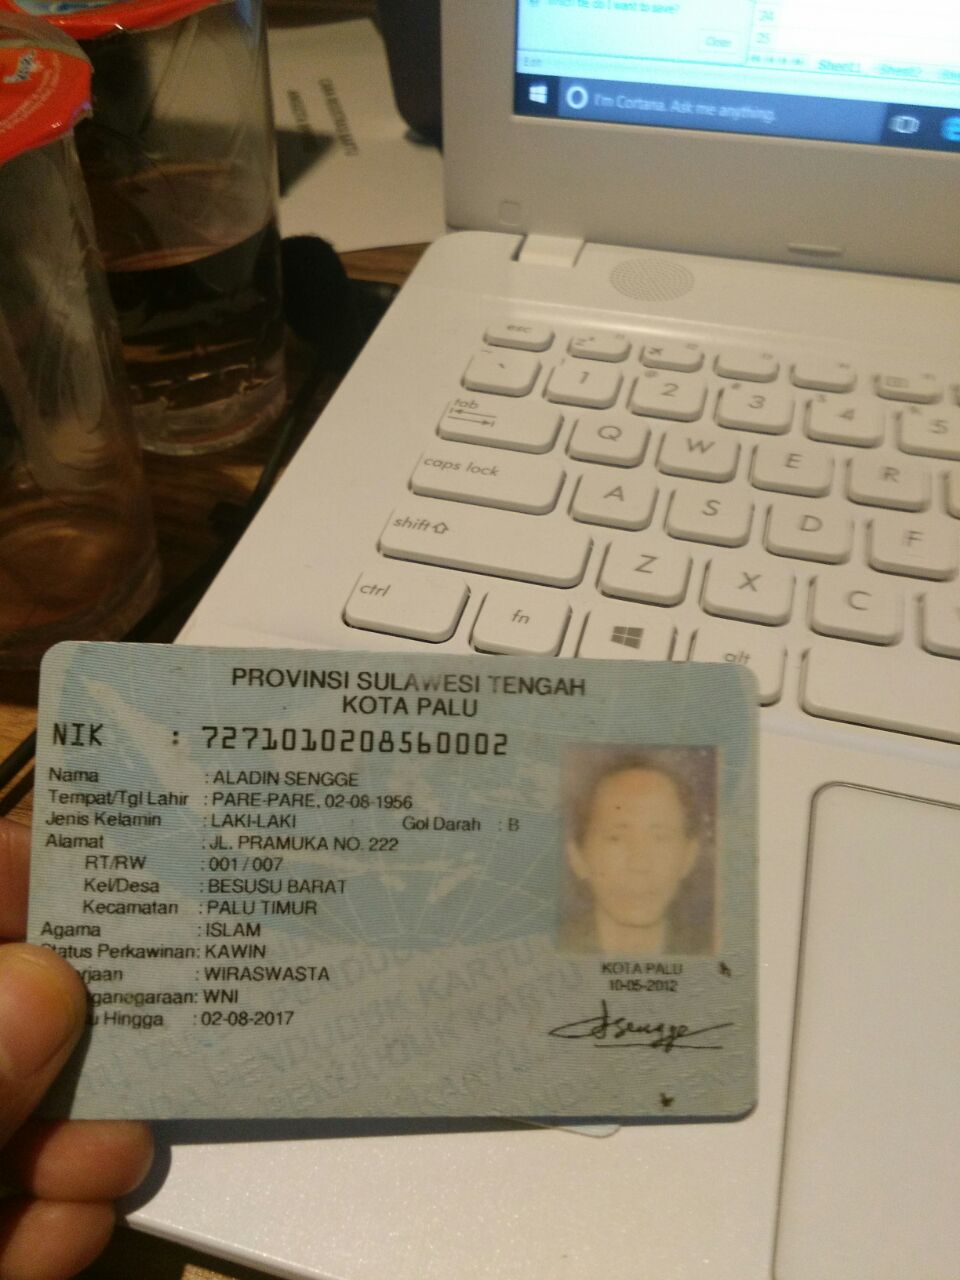 Which file do I want to save?
Clear
24
25
Sheet1 Sheet2
Edit
I'm Cortana. Ask me anything.
esc
1 2 3 4 5
tab
Q W E R
caps lock
A S D F
shift
Z X C
ctrl fn alt
PROVINSI SULAWESI TENGAH
KOTA PALU
NIK : 7271010208560002
Nama : ALADIN SENGGE
Tempat/Tgl Lahir : PARE-PARE, 02-08-1956
Jenis Kelamin : LAKI-LAKI Gol Darah : B
Alamat : JL. PRAMUKA NO. 222
RT/RW : 001 / 007
Kel/Desa : BESUSU BARAT
Kecamatan : PALU TIMUR
Agama : ISLAM
Status Perkawinan: KAWIN
rjaan : WIRASWASTA
ganegaraan: WNI
u Hingga : 02-08-2017
KOTA PALU
10-05-2012
Asengge